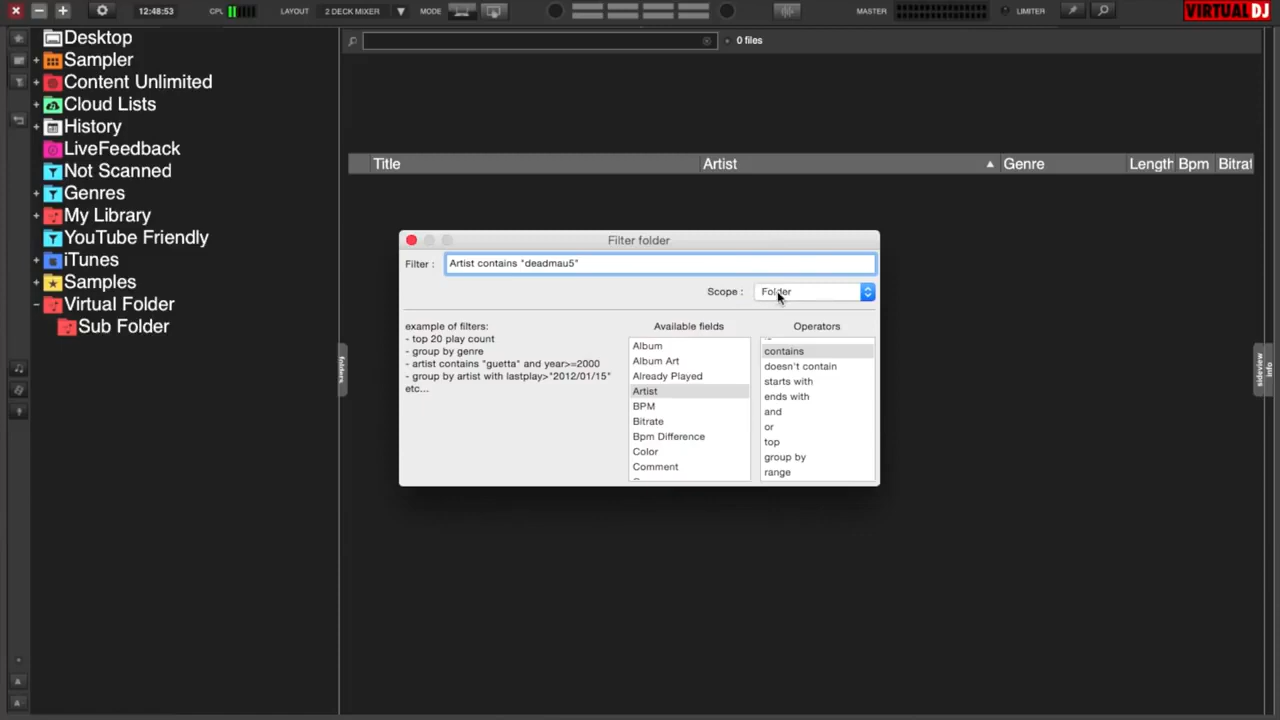 12:48:53
CPL
LAYOUT
2 DECK MIXER
MODE
MASTER
LIMITER
VIRTUALDJ
Desktop
Sampler
Content Unlimited
Cloud Lists
History
LiveFeedback
Not Scanned
Genres
My Library
YouTube Friendly
iTunes
Samples
Virtual Folder
Sub Folder
0 files
Title
Artist
Genre
Length
Bpm
Bitrat
Filter folder
Filter :
Artist contains "deadmau5"
Scope :
Folder
example of filters:
- top 20 play count
- group by genre
- artist contains "guetta" and year>=2000
- group by artist with lastplay>"2012/01/15"
etc...
Available fields
Album
Album Art
Already Played
Artist
BPM
Bitrate
Bpm Difference
Color
Comment
Operators
contains
doesn't contain
starts with
ends with
and
or
top
group by
range
folders
sideview
info
A
A